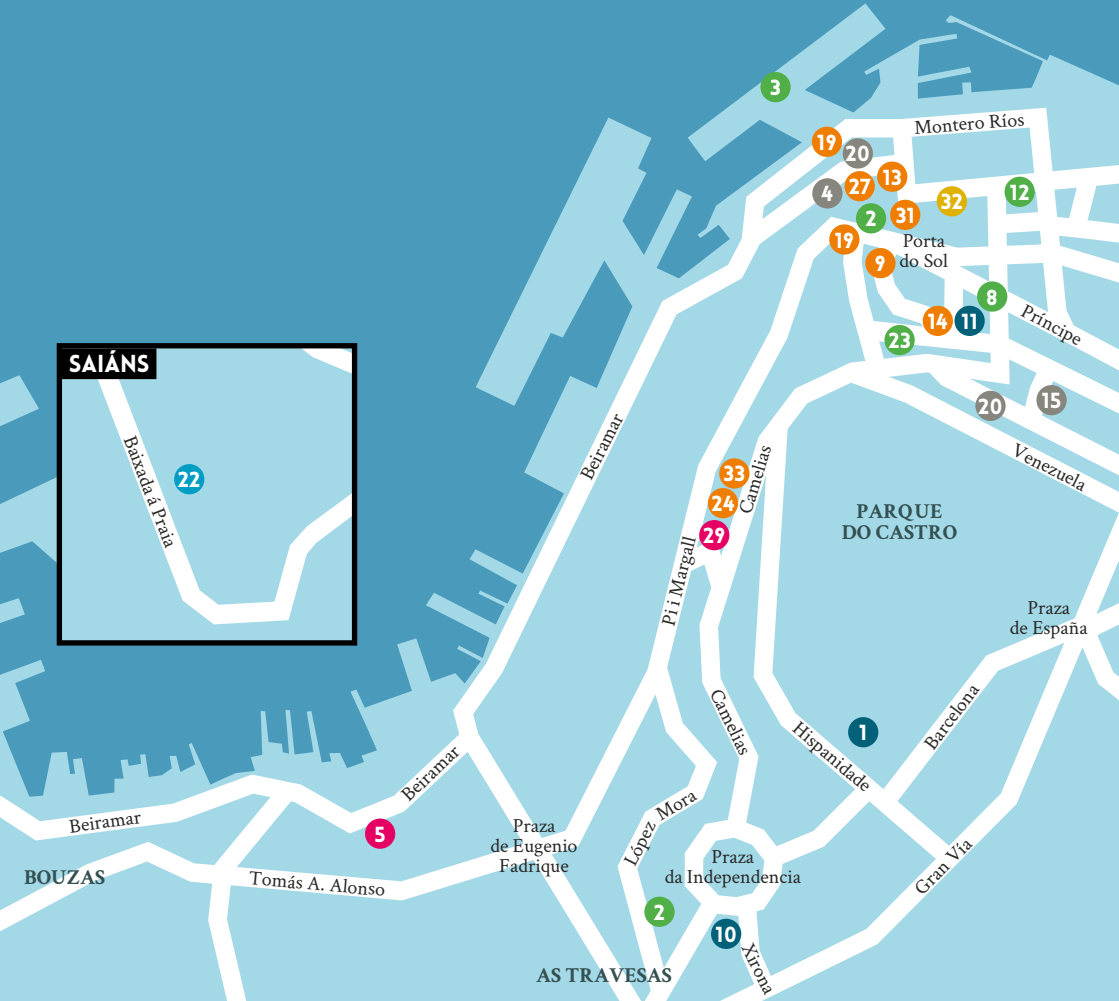 3
Montero Ríos
19
20
13
27
4
12
32
31
2
19
Porta
do Sol
9
8
14
11
Príncipe
23
SAIÁNS
20
15
Beiramar
Venezuela
Baixada á Praia
22
33
Camelias
24
29
PARQUE
DO CASTRO
Pi i Margall
Praza
de España
Camelias
1
Hispanidade
Barcelona
Beiramar
Beiramar
5
Praza
de Eugenio
Fadrique
López Mora
Praza
da Independencia
Gran Vía
BOUZAS
Tomás A. Alonso
2
10
Xirona
AS TRAVESAS